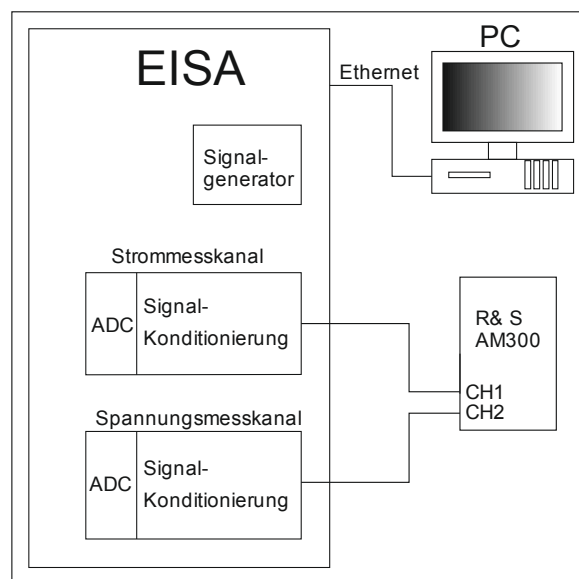 EISA
PC
Ethernet
Signal-
generator
Strommesskanal
ADC
Signal-
Konditionierung
R& S
AM300
CH1
CH2
Spannungsmesskanal
ADC
Signal-
Konditionierung